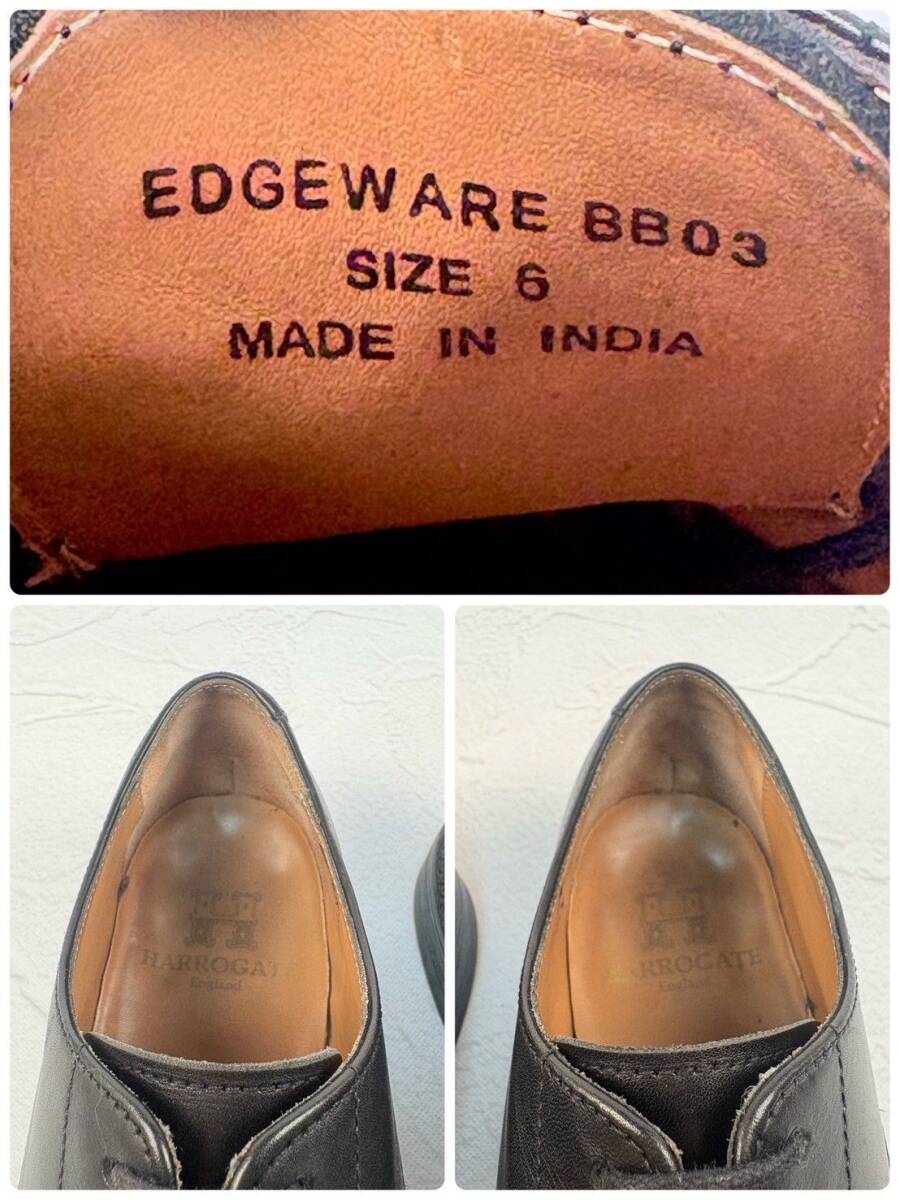 EDGEWARE BB03
SIZE 6
MADE IN INDIA
HARROGATE
England
HARROGATE
England